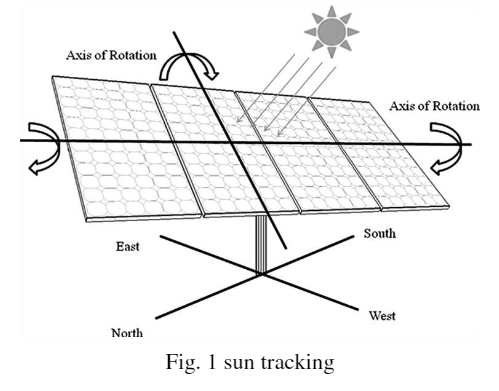 Axis of Rotation
Axis of Rotation
East
South
West
North
Fig. 1 sun tracking